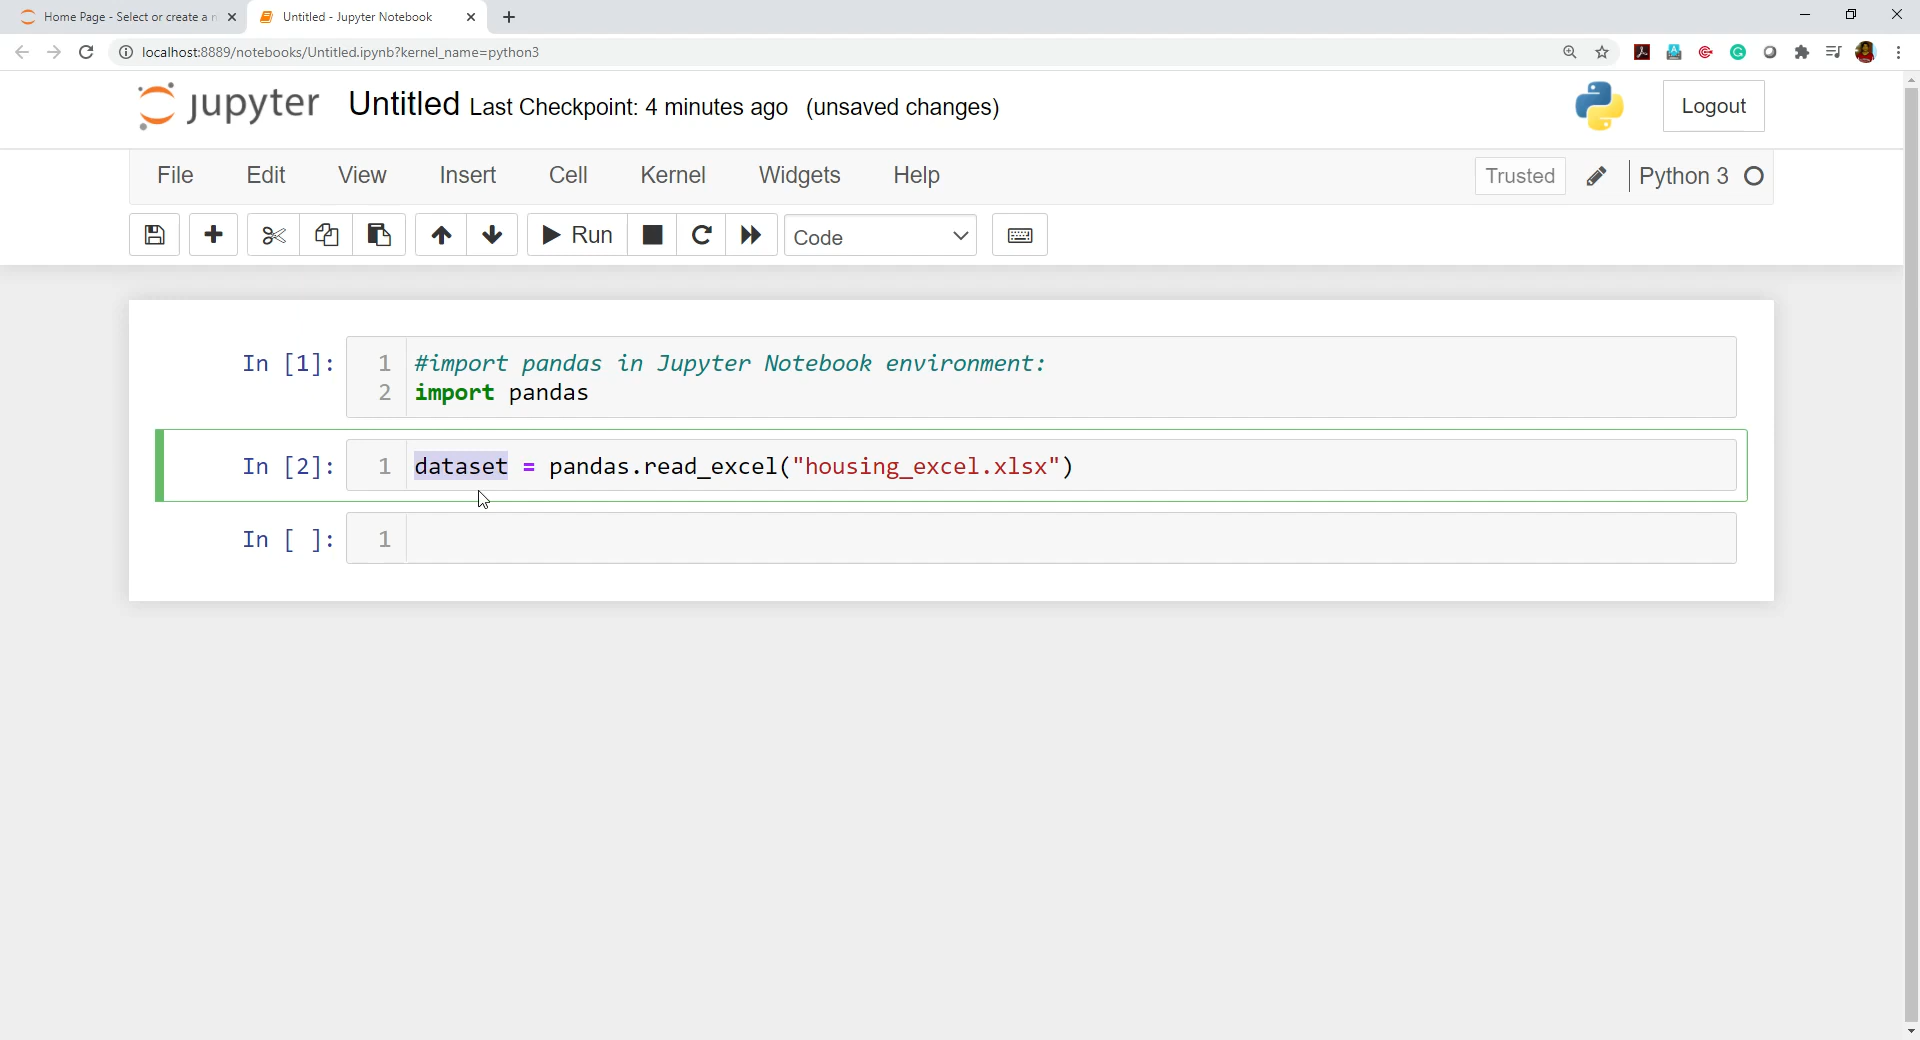 Home Page - Select or create a n
Untitled - Jupyter Notebook
localhost:8889/notebooks/Untitled.ipynb?kernel_name=python3
jupyter Untitled Last Checkpoint: 4 minutes ago (unsaved changes) Logout
File Edit View Insert Cell Kernel Widgets Help Trusted Python 3
Run Code
In [1]: 1 #import pandas in Jupyter Notebook environment:
2 import pandas
In [2]: 1 dataset = pandas.read_excel("housing_excel.xlsx")
In [ ]: 1